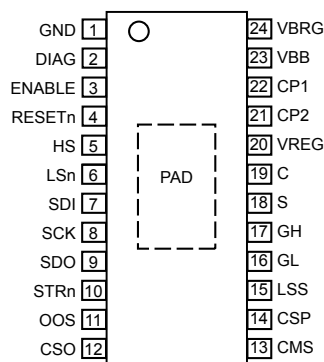 GND 1 24 VBRG
DIAG 2 23 VBB
ENABLE 3 22 CP1
RESETn 4 21 CP2
HS 5 20 VREG
LSn 6 PAD 19 C
SDI 7 18 S
SCK 8 17 GH
SDO 9 16 GL
STRn 10 15 LSS
OOS 11 14 CSP
CSO 12 13 CMS